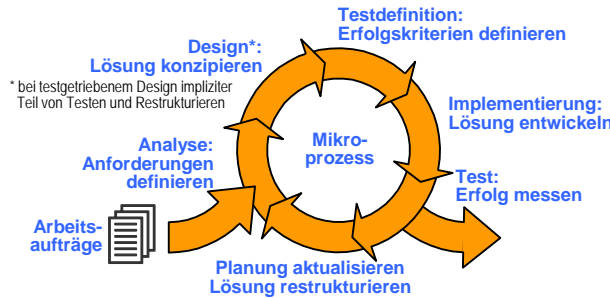 Testdefinition:
Erfolgskriterien definieren
Design*:
Lösung konzipieren
* bei testgetriebenem Design impliziter
Teil von Testen und Restrukturieren
Implementierung:
Lösung entwickeln
Mikro-
prozess
Analyse:
Anforderungen
definieren
Test:
Erfolg messen
Arbeits-
aufträge
Planung aktualisieren
Lösung restrukturieren